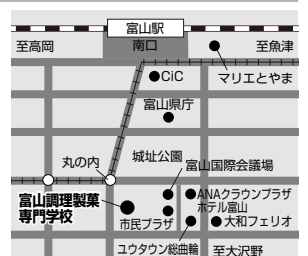 富山駅
至高岡
南口
至魚津
CiC
マリエとやま
富山県庁
丸の内
城址公園
富山国際会議場
富山調理製菓
専門学校
ANAクラウンプラザ
ホテル富山
市民プラザ
大和フェリオ
ユウタウン総曲輪
至大沢野